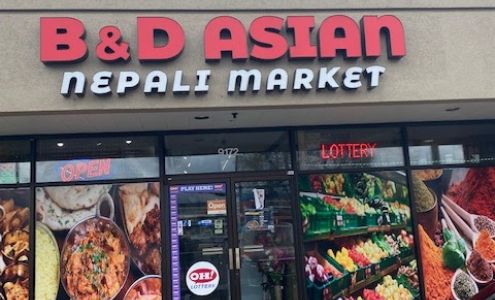 B&D ASIAN
NEPALI MARKET
9172
OPEN
PLAY HERE!
LOTTERY
Open
OH!
LOTTERY